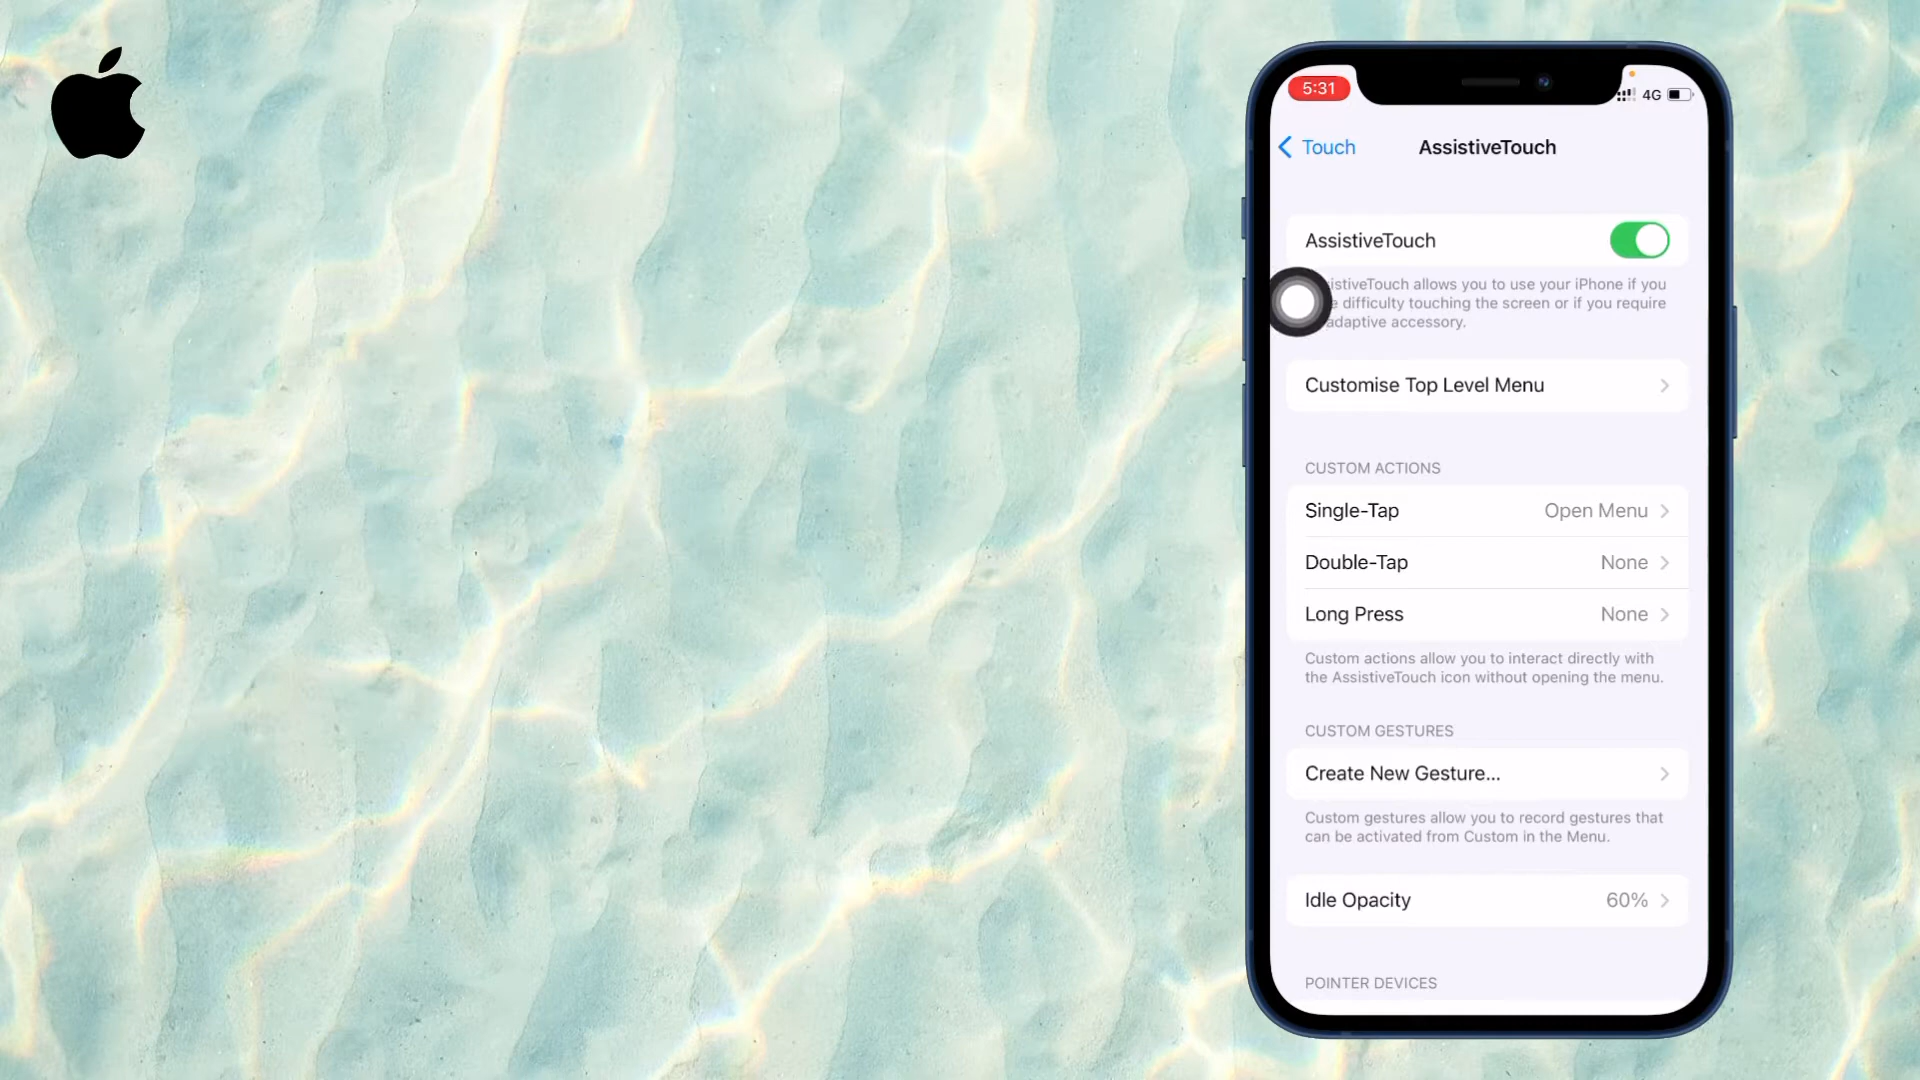 5:31
4G
Touch
AssistiveTouch
AssistiveTouch
istiveTouch allows you to use your iPhone if you
difficulty touching the screen or if you require
adaptive accessory.
Customise Top Level Menu
CUSTOM ACTIONS
Single-Tap Open Menu
Double-Tap None
Long Press None
Custom actions allow you to interact directly with
the AssistiveTouch icon without opening the menu.
CUSTOM GESTURES
Create New Gesture...
Custom gestures allow you to record gestures that
can be activated from Custom in the Menu.
Idle Opacity 60%
POINTER DEVICES